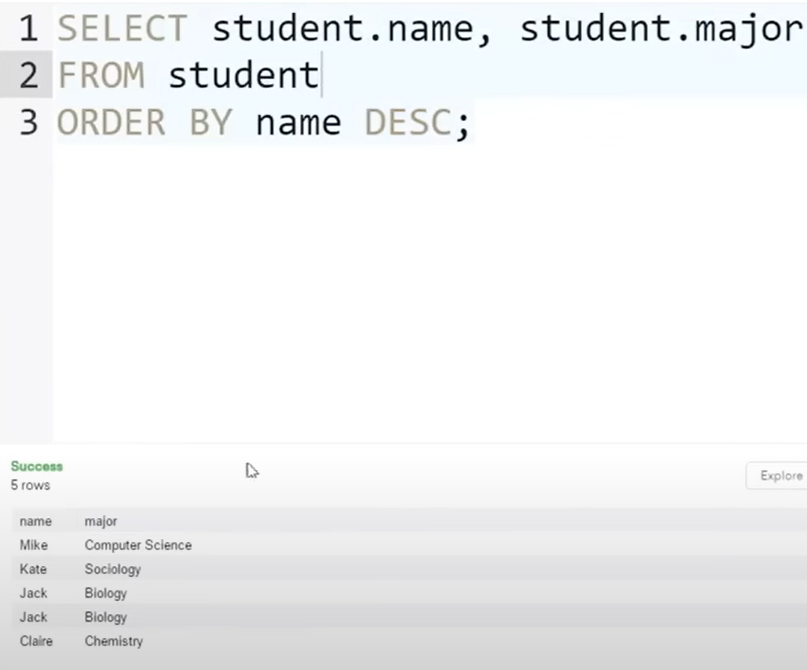 1 SELECT student.name, student.major
2 FROM student
3 ORDER BY name DESC;
Success
5 rows
Explore
name major
Mike Computer Science
Kate Sociology
Jack Biology
Jack Biology
Claire Chemistry